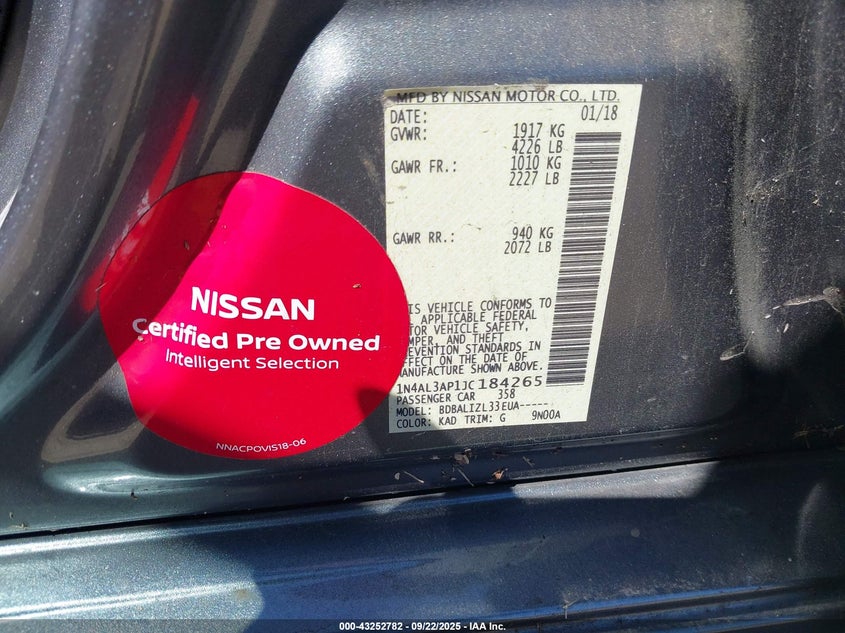 MFD BY NISSAN MOTOR CO., LTD.
DATE: 01/18
GVWR: 1917 KG
4226 LB
GAWR FR.: 1010 KG
2227 LB
GAWR RR.: 940 KG
2072 LB
IS VEHICLE CONFORMS TO
APPLICABLE FEDERAL
TOR VEHICLE SAFETY,
MPER, AND THEFT
EVENTION STANDARDS IN
FECT ON THE DATE OF
MANUFACTURE SHOWN ABOVE.
1N4AL3AP1JC184265
PASSENGER CAR 358
MODEL: BDBALIZL33EUA-----
COLOR: KAD TRIM: G 9N00A
NISSAN
Certified Pre Owned
Intelligent Selection
NNACPOVIS18-06
000-43252782 - 09/22/2025 - IAA Inc.